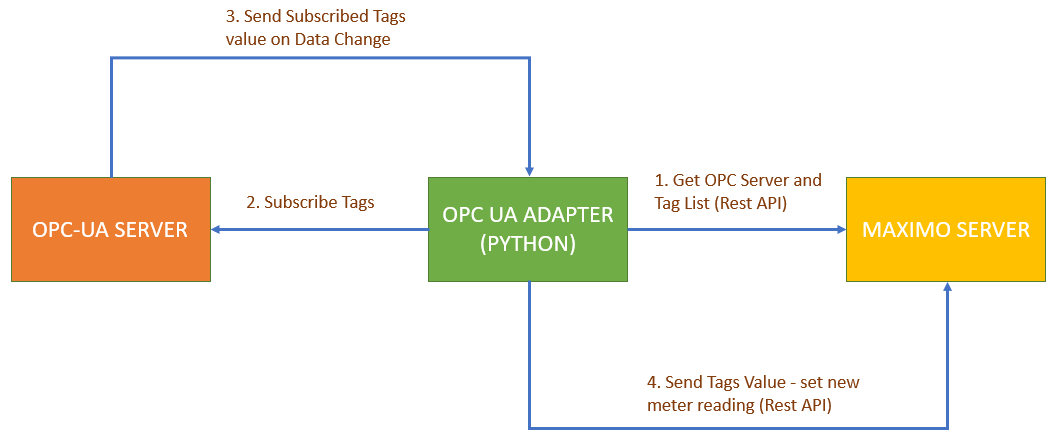 3. Send Subscribed Tags
value on Data Change
1. Get OPC Server and
Tag List (Rest API)
2. Subscribe Tags
OPC-UA SERVER
OPC UA ADAPTER
(PYTHON)
MAXIMO SERVER
4. Send Tags Value - set new
meter reading (Rest API)